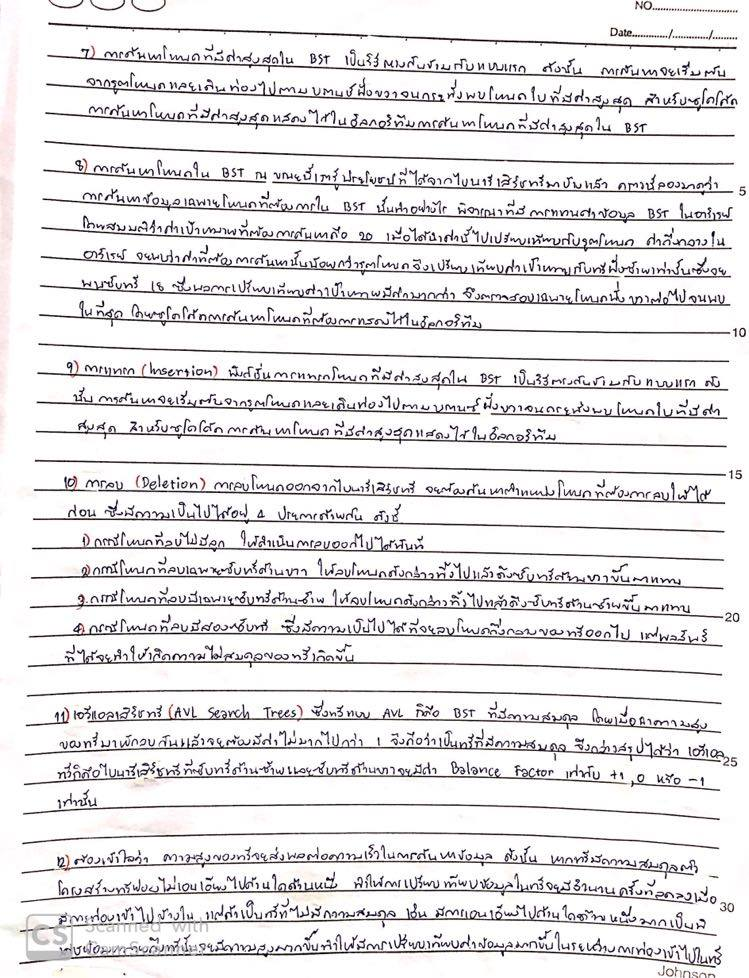 NO.
Date
7) การค้นหาโหนดที่มีค่าสูงสุดใน BST เป็นวิธีตรงกันข้ามกับแบบแรก ดังนั้น การค้นหาจะเริ่มต้น
จากรูตโหนดและเดินท่องไปตามบรานช์ฝั่งขวาจนกระทั่งพบโหนดใบที่มีค่าสูงสุด สำหรับซูโดโค้ด
การค้นหาโหนดที่มีค่าสูงสุดแสดงไว้ในอัลกอริทึมการค้นหาโหนดที่มีค่าสูงสุดใน BST
8) การค้นหาโหนดใน BST ณ ขณะนี้เรารู้ประโยชน์ที่ได้จากไบนารีเสิร์ชทรีมาบ้างแล้ว คราวนี้ลองมาดูว่า
5
การค้นหาข้อมูลเฉพาะโหนดที่ต้องการใน BST นั้นทำอย่างไร พิจารณาที่มีการแทนค่าข้อมูล BST ในอาร์เรย์
โดยสมมติว่าค่าเป้าหมายที่ต้องการค้นหาคือ 20 เมื่อได้นำค่านี้ไปเปรียบเทียบกับรูตโหนด ค่าที่กลางใน
อาร์เรย์ จะพบว่าค่าที่ต้องการค้นหานั้นน้อยกว่ารูตโหนด จึงเปรียบเทียบค่าเป้าหมายกับทรีฝั่งซ้ายเท่านั้นซึ่งจะ
พบซับทรี 18 ซึ่งผลการเปรียบเทียบค่าเป้าหมายมีค่ามากกว่า จึงตรวจสอบเฉพาะโหนดฝั่งขวาต่อไปจนพบ
ในที่สุด โดยซูโดโค้ดการค้นหาโหนดที่ต้องการแสดงไว้ในอัลกอริทึม
10
9) การแทรก (Insertion) ฟังก์ชั่นการแทรกโหนดที่มีค่าสูงสุดใน BST เป็นวิธีตรงกันข้ามกับแบบแรก ดัง
นั้น การค้นหาจะเริ่มต้นจากรูตโหนดและเดินท่องไปตามบรานช์ฝั่งขวาจนกระทั่งพบโหนดใบที่มีค่า
สูงสุด สำหรับซูโดโค้ดการค้นหาโหนดที่มีค่าสูงสุดแสดงไว้ในอัลกอริทึม
15
10) การลบ (Deletion) การลบโหนดออกจากไบนารีเสิร์ชทรี จะต้องค้นหาตำแหน่งโหนดที่ต้องการลบให้ได้
ก่อน ซึ่งมีความเป็นไปได้อยู่ 4 ประการด้วยกัน ดังนี้
1) กรณีโหนดที่ลบไม่มีลูก ให้ดำเนินการลบออกไปได้ทันที
2) กรณีโหนดที่ลบเฉพาะซับทรีด้านขวา ให้ลบโหนดดังกล่าวทิ้งไปแล้วดึงซับทรีด้านขวาขึ้นมาแทน
3. กรณีโหนดที่ลบมีเฉพาะซับทรีด้านซ้าย ให้ลบโหนดดังกล่าวทิ้งไปแล้วดึงซับทรีด้านซ้ายขึ้นมาแทน
20
4) กรณีโหนดที่ลบมีสองซับทรี ซึ่งมีความเป็นไปได้ที่จะลบโหนดกึ่งกลางของทรีออกไป แต่ผลลัพธ์
ที่ได้จะทำให้เกิดความไม่สมดุลของทรีเกิดขึ้น
11) เอวีแอลเสิร์ชทรี (AVL Search Trees) ซึ่งทรีแบบ AVL ก็คือ BST ที่มีความสมดุล โดยเมื่อนำความสูง
ของทรีมาหักลบกันแล้วจะต้องมีค่าไม่มากไปกว่า 1 จึงถือว่าเป็นทรีที่มีความสมดุล ซึ่งกล่าวสรุปได้ว่า เอวีแอล
25
ทรีก็คือไบนารีเสิร์ชทรีที่ซับทรีด้านซ้ายและซับทรีด้านขวาจะมีค่า Balance Factor เท่ากับ +1, 0 หรือ -1
เท่านั้น
12) ต้องเข้าใจว่า ความสูงของทรีจะส่งผลต่อความเร็วในการค้นหาข้อมูล ดังนั้น หากทรีมีความสมดุลตัว
โครงสร้างทรีย่อมไม่เอนเอียงไปด้านใดด้านหนึ่ง ทำให้การเปรียบเทียบข้อมูลในทรีจะมีจำนวนครั้งที่ลดลงเมื่อ
มีการท่องเข้าไปข้างใน แต่ถ้าเป็นทรีที่ไม่มีความสมดุล เช่น มีการเอนเอียงไปด้านใดด้านหนึ่งมากเป็นพิ
30
ความลึกทรีนั้นจะมีความสูงมากขึ้นทำให้มีการเปรียบเทียบค่าข้อมูลมากขึ้นในระหว่างการท่องเข้าไปในทรี
CS Scanned with
CamScanner
Johnson